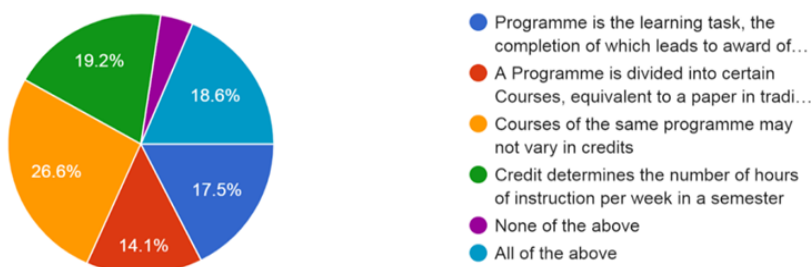 19.2%
18.6%
26.6%
17.5%
14.1%
Programme is the learning task, the
completion of which leads to award of…
A Programme is divided into certain
Courses, equivalent to a paper in tradi…
Courses of the same programme may
not vary in credits
Credit determines the number of hours
of instruction per week in a semester
None of the above
All of the above